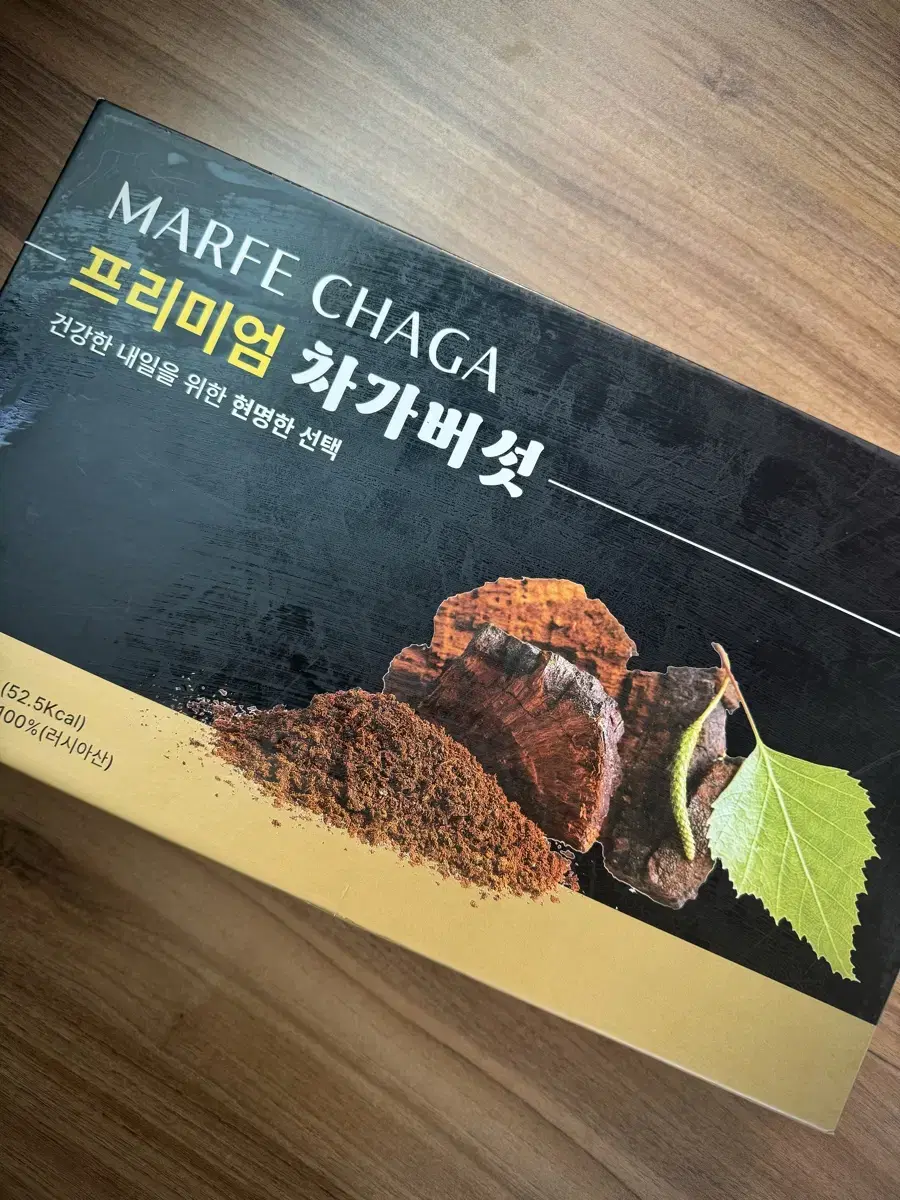 MARFE CHAGA
프리미엄 차가버섯
건강한 내일을 위한 현명한 선택
(52.5Kcal)
100%(러시아산)